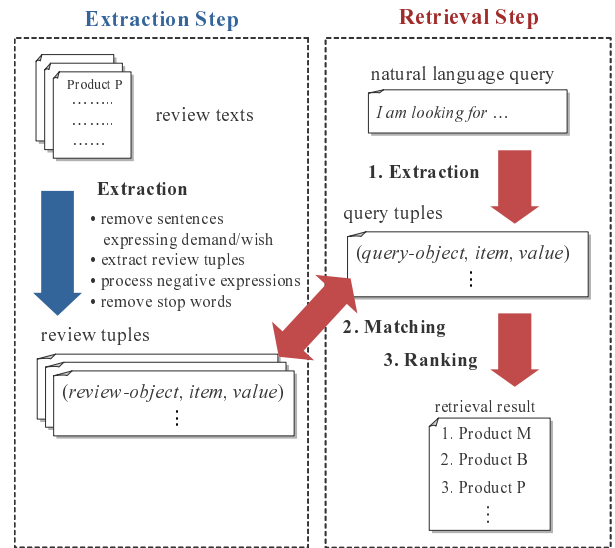 Extraction Step
Product P
........
.....
......
review texts
Extraction
• remove sentences
expressing demand/wish
• extract review tuples
• process negative expressions
• remove stop words
review tuples
(review-object, item, value)
⋮
Retrieval Step
natural language query
I am looking for …
1. Extraction
query tuples
(query-object, item, value)
⋮
2. Matching
3. Ranking
retrieval result
1. Product M
2. Product B
3. Product P
⋮